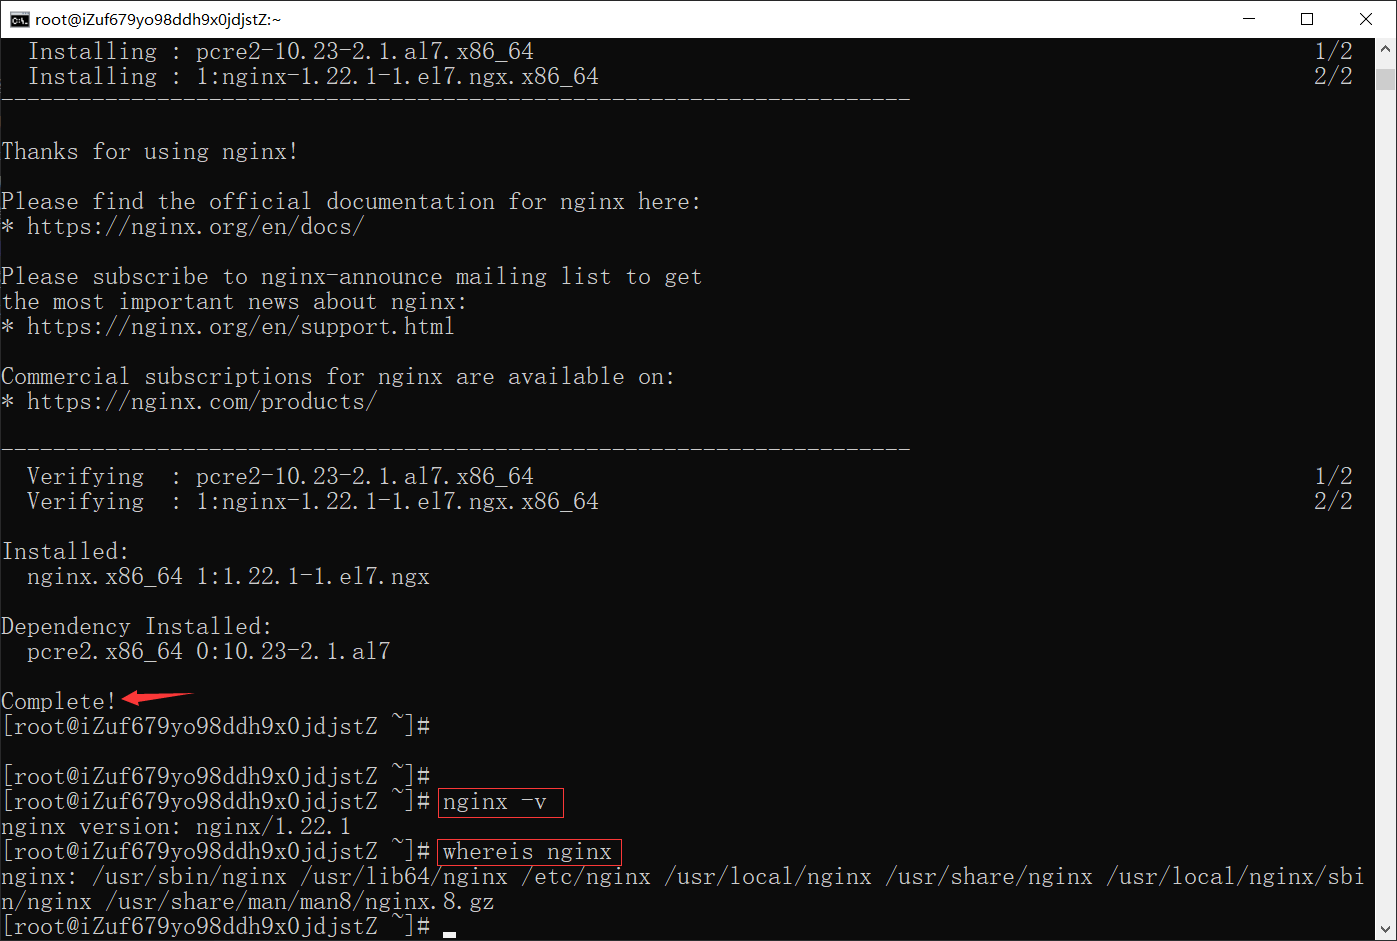 root@iZuf679yo98ddh9x0jdjstZ:~
Installing : pcre2-10.23-2.1.al7.x86_64 1/2
Installing : 1:nginx-1.22.1-1.el7.ngx.x86_64 2/2
----------------------------------------------------------------------
Thanks for using nginx!
Please find the official documentation for nginx here:
* https://nginx.org/en/docs/
Please subscribe to nginx-announce mailing list to get
the most important news about nginx:
* https://nginx.org/en/support.html
Commercial subscriptions for nginx are available on:
* https://nginx.com/products/
----------------------------------------------------------------------
Verifying  : pcre2-10.23-2.1.al7.x86_64 1/2
Verifying  : 1:nginx-1.22.1-1.el7.ngx.x86_64 2/2
Installed:
nginx.x86_64 1:1.22.1-1.el7.ngx
Dependency Installed:
pcre2.x86_64 0:10.23-2.1.al7
Complete!
[root@iZuf679yo98ddh9x0jdjstZ ~]#
[root@iZuf679yo98ddh9x0jdjstZ ~]#
[root@iZuf679yo98ddh9x0jdjstZ ~]# nginx -v
nginx version: nginx/1.22.1
[root@iZuf679yo98ddh9x0jdjstZ ~]# whereis nginx
nginx: /usr/sbin/nginx /usr/lib64/nginx /etc/nginx /usr/local/nginx /usr/share/nginx /usr/local/nginx/sbi
n/nginx /usr/share/man/man8/nginx.8.gz
[root@iZuf679yo98ddh9x0jdjstZ ~]#